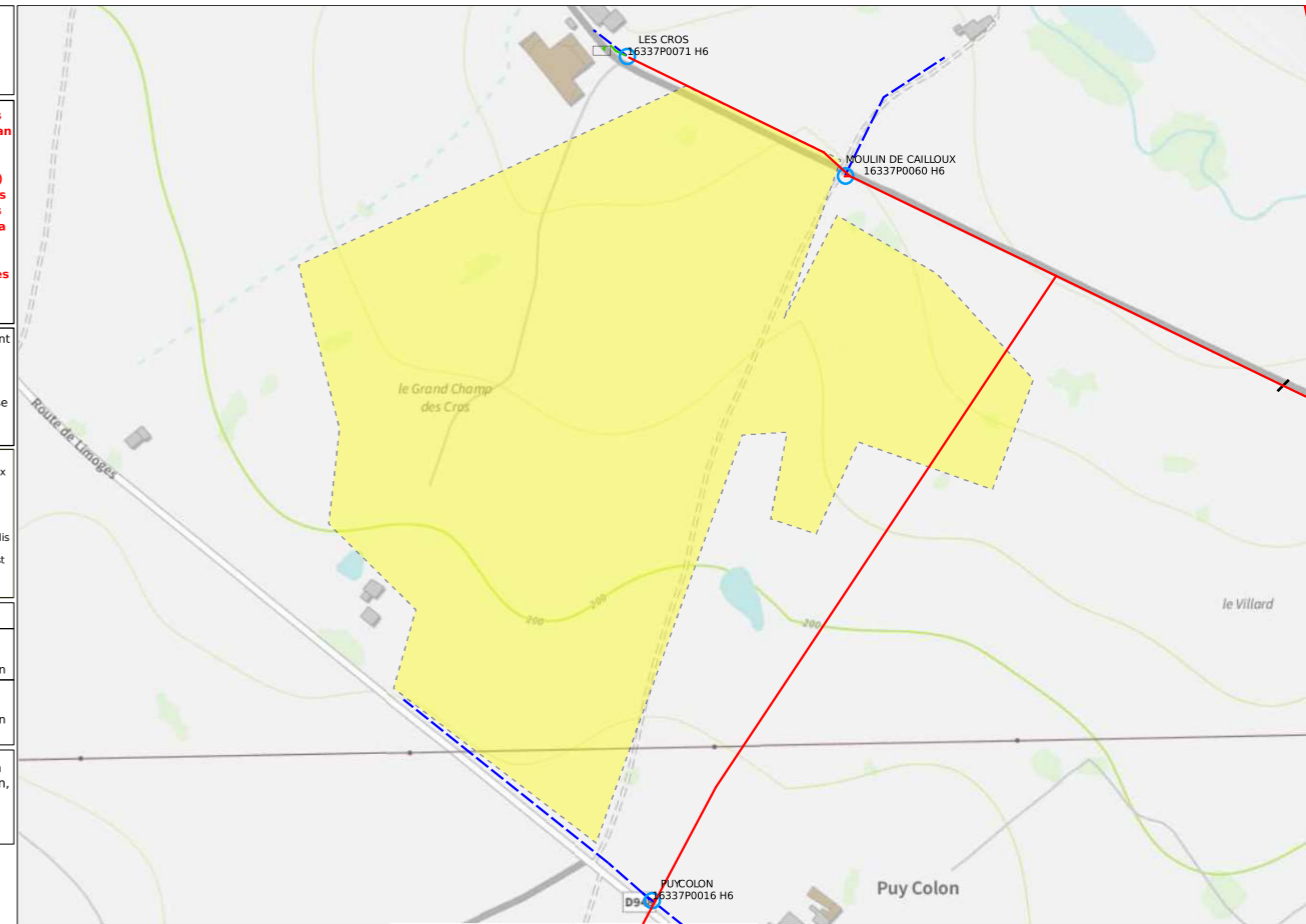 LES CROS
16337P0071 H6
MOULIN DE CAILLOUX
16337P0060 H6
le Grand Champ
des Cros
Route de Limoges
200
200
200
le Villard
PUYCOLON
16337P0016 H6
Puy Colon